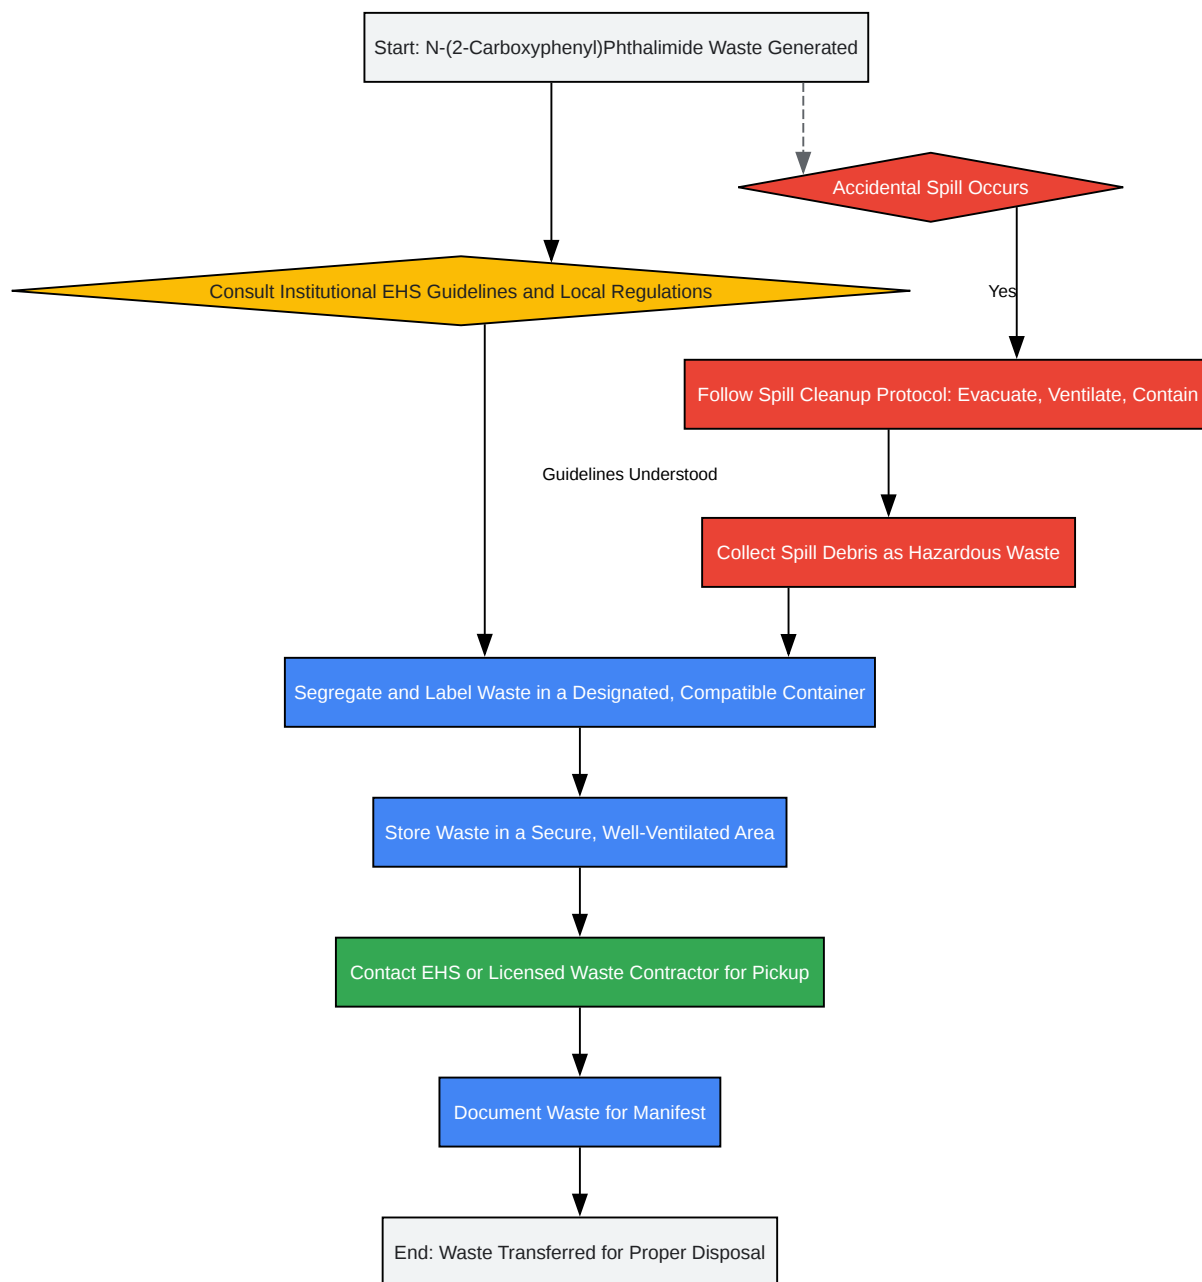 Start: N-(2-Carboxyphenyl)Phthalimide Waste Generated
Accidental Spill Occurs
Consult Institutional EHS Guidelines and Local Regulations
Yes
Follow Spill Cleanup Protocol: Evacuate, Ventilate, Contain
Guidelines Understood
Collect Spill Debris as Hazardous Waste
Segregate and Label Waste in a Designated, Compatible Container
Store Waste in a Secure, Well-Ventilated Area
Contact EHS or Licensed Waste Contractor for Pickup
Document Waste for Manifest
End: Waste Transferred for Proper Disposal